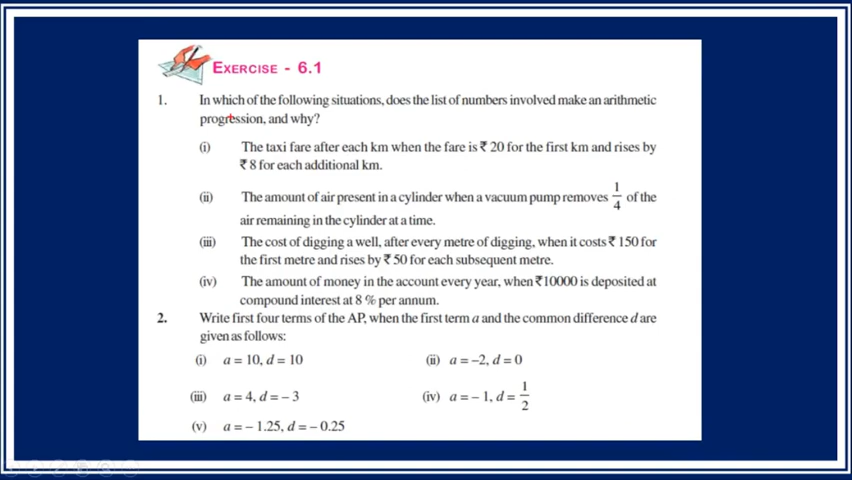 EXERCISE - 6.1
1. In which of the following situations, does the list of numbers involved make an arithmetic
progression, and why?
(i) The taxi fare after each km when the fare is ₹ 20 for the first km and rises by
₹ 8 for each additional km.
(ii) The amount of air present in a cylinder when a vacuum pump removes 1/4 of the
air remaining in the cylinder at a time.
(iii) The cost of digging a well, after every metre of digging, when it costs ₹ 150 for
the first metre and rises by ₹ 50 for each subsequent metre.
(iv) The amount of money in the account every year, when ₹10000 is deposited at
compound interest at 8 % per annum.
2. Write first four terms of the AP, when the first term a and the common difference d are
given as follows:
(i) a = 10, d = 10 (ii) a = –2, d = 0
(iii) a = 4, d = – 3 (iv) a = – 1, d = 1/2
(v) a = – 1.25, d = – 0.25